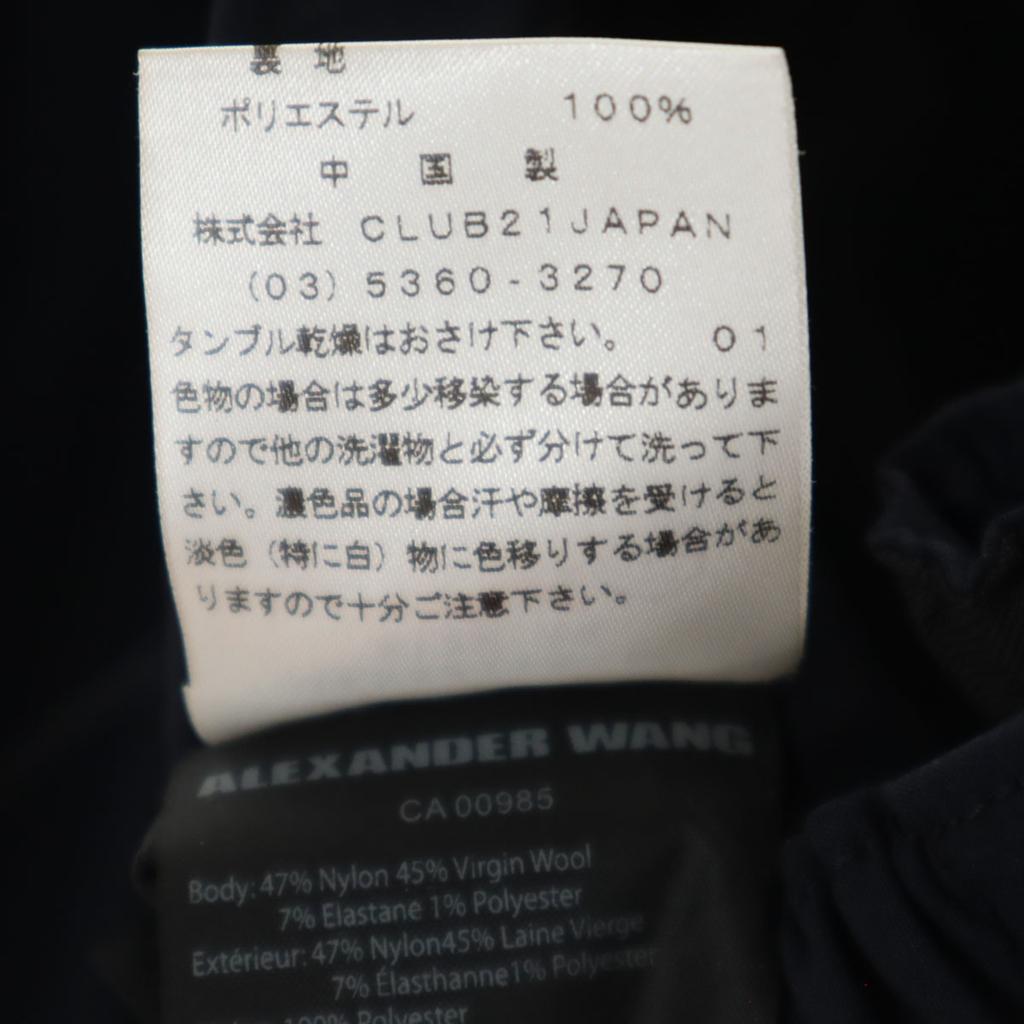 裏地
ポリエステル 100%
中国製
株式会社 CLUB21JAPAN
(03)5360-3270
タンブル乾燥はおさけ下さい。 01
色物の場合は多少移染する場合がありま
すので他の洗濯物と必ず分けて洗って下
さい。濃色品の場合汗や摩擦を受けると
淡色（特に白）物に色移りする場合があ
りますので十分ご注意下さい。
ALEXANDER WANG
CA 00985
Body: 47% Nylon 45% Virgin Wool
7% Elastane 1% Polyester
Extérieur: 47% Nylon45% Laine Vierge
7% Élasthanne1% Polyester
100% Polyester